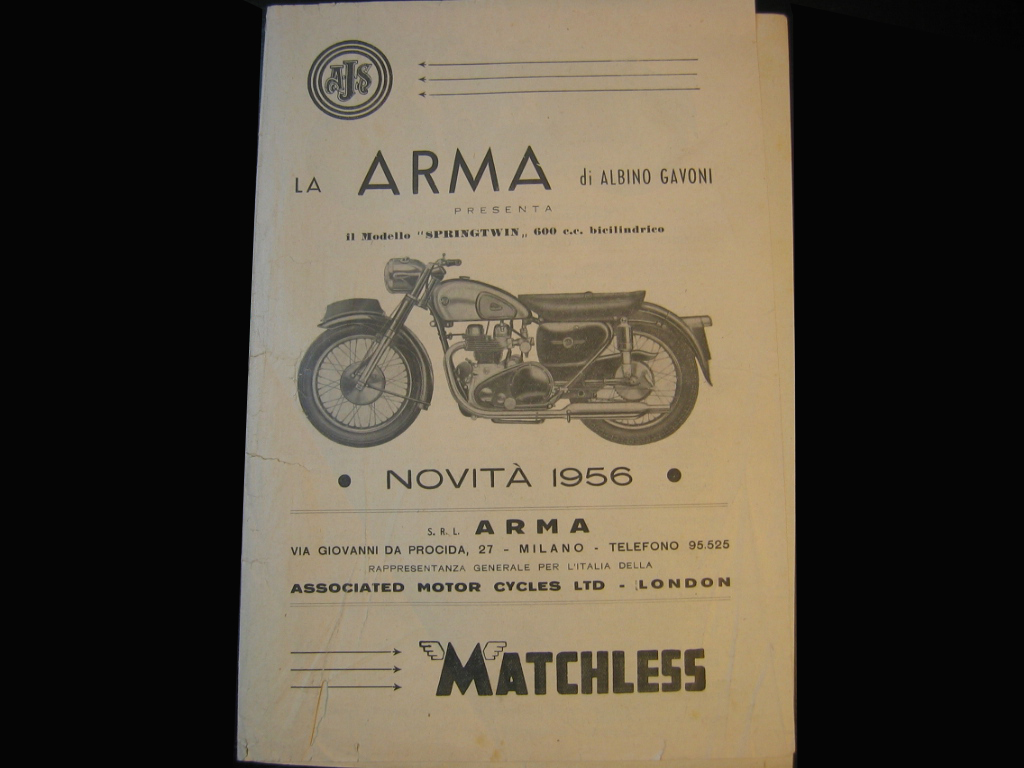 AJS
LA ARMA di ALBINO GAVONI
PRESENTA
il Modello "SPRINGTWIN„ 600 c.c. bicilindrico
• NOVITÀ 1956 •
S. R. L. ARMA
VIA GIOVANNI DA PROCIDA, 27 - MILANO - TELEFONO 95.525
RAPPRESENTANZA GENERALE PER L'ITALIA DELLA
ASSOCIATED MOTOR CYCLES LTD - LONDON
MATCHLESS